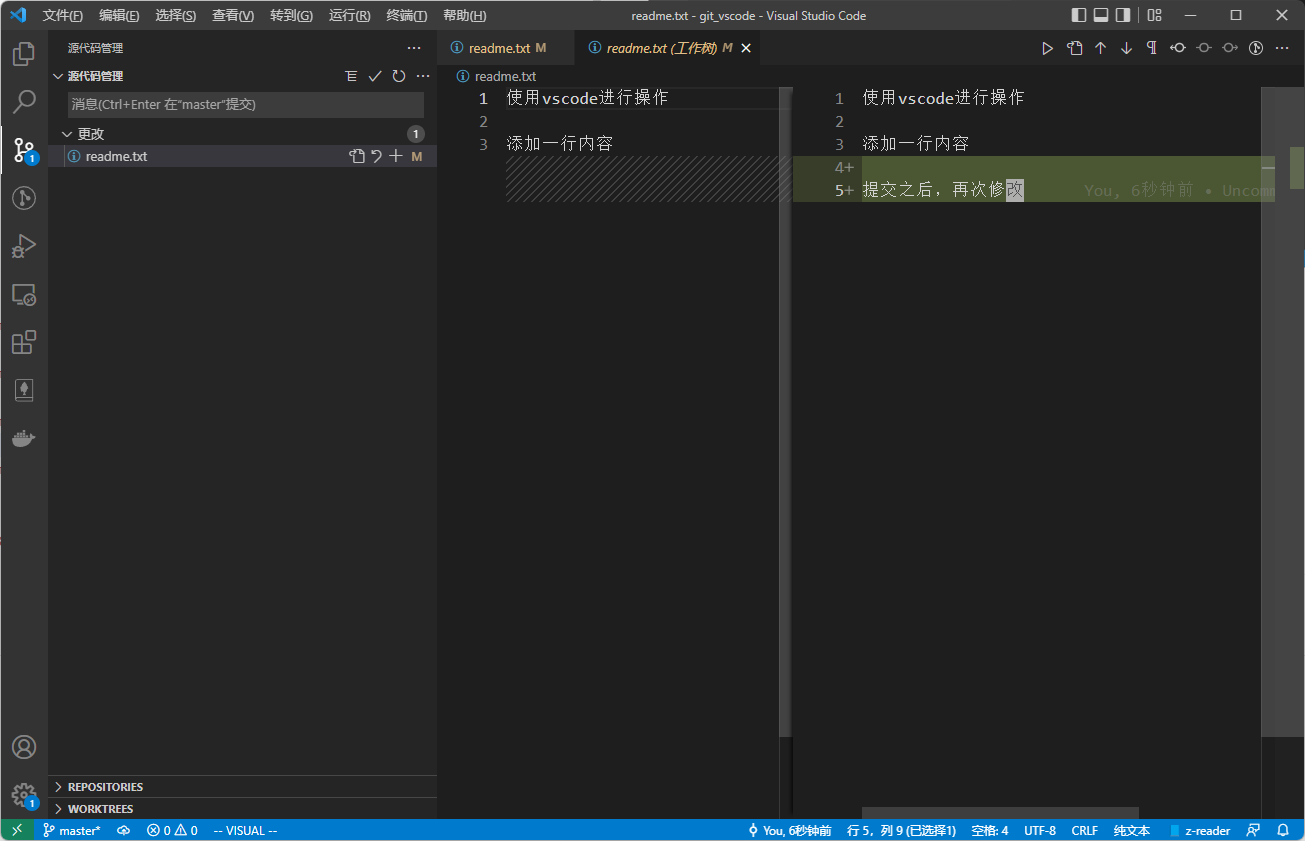 文件(F) 编辑(E) 选择(S) 查看(V) 转到(G) 运行(R) 终端(T) 帮助(H) readme.txt - git_vscode - Visual Studio Code
源代码管理
源代码管理
消息(Ctrl+Enter 在“master”提交)
更改 1
readme.txt M
1
1
REPOSITORIES
WORKTREES
readme.txt M readme.txt (工作树) M
readme.txt
1 使用vscode进行操作
2
3 添加一行内容
1 使用vscode进行操作
2
3 添加一行内容
4+
5+ 提交之后，再次修改 You, 6秒钟前 • Uncomm
master* 0 0 -- VISUAL -- You, 6秒钟前 行 5，列 9 (已选择1) 空格: 4 UTF-8 CRLF 纯文本 z-reader